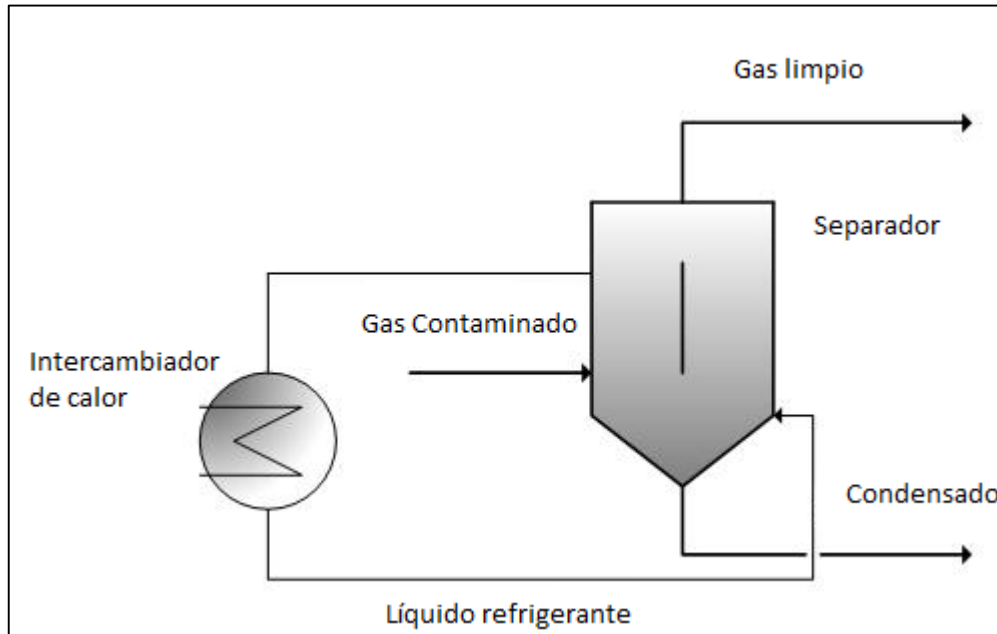 Gas limpio
Separador
Gas Contaminado
Intercambiador
de calor
Condensado
Líquido refrigerante